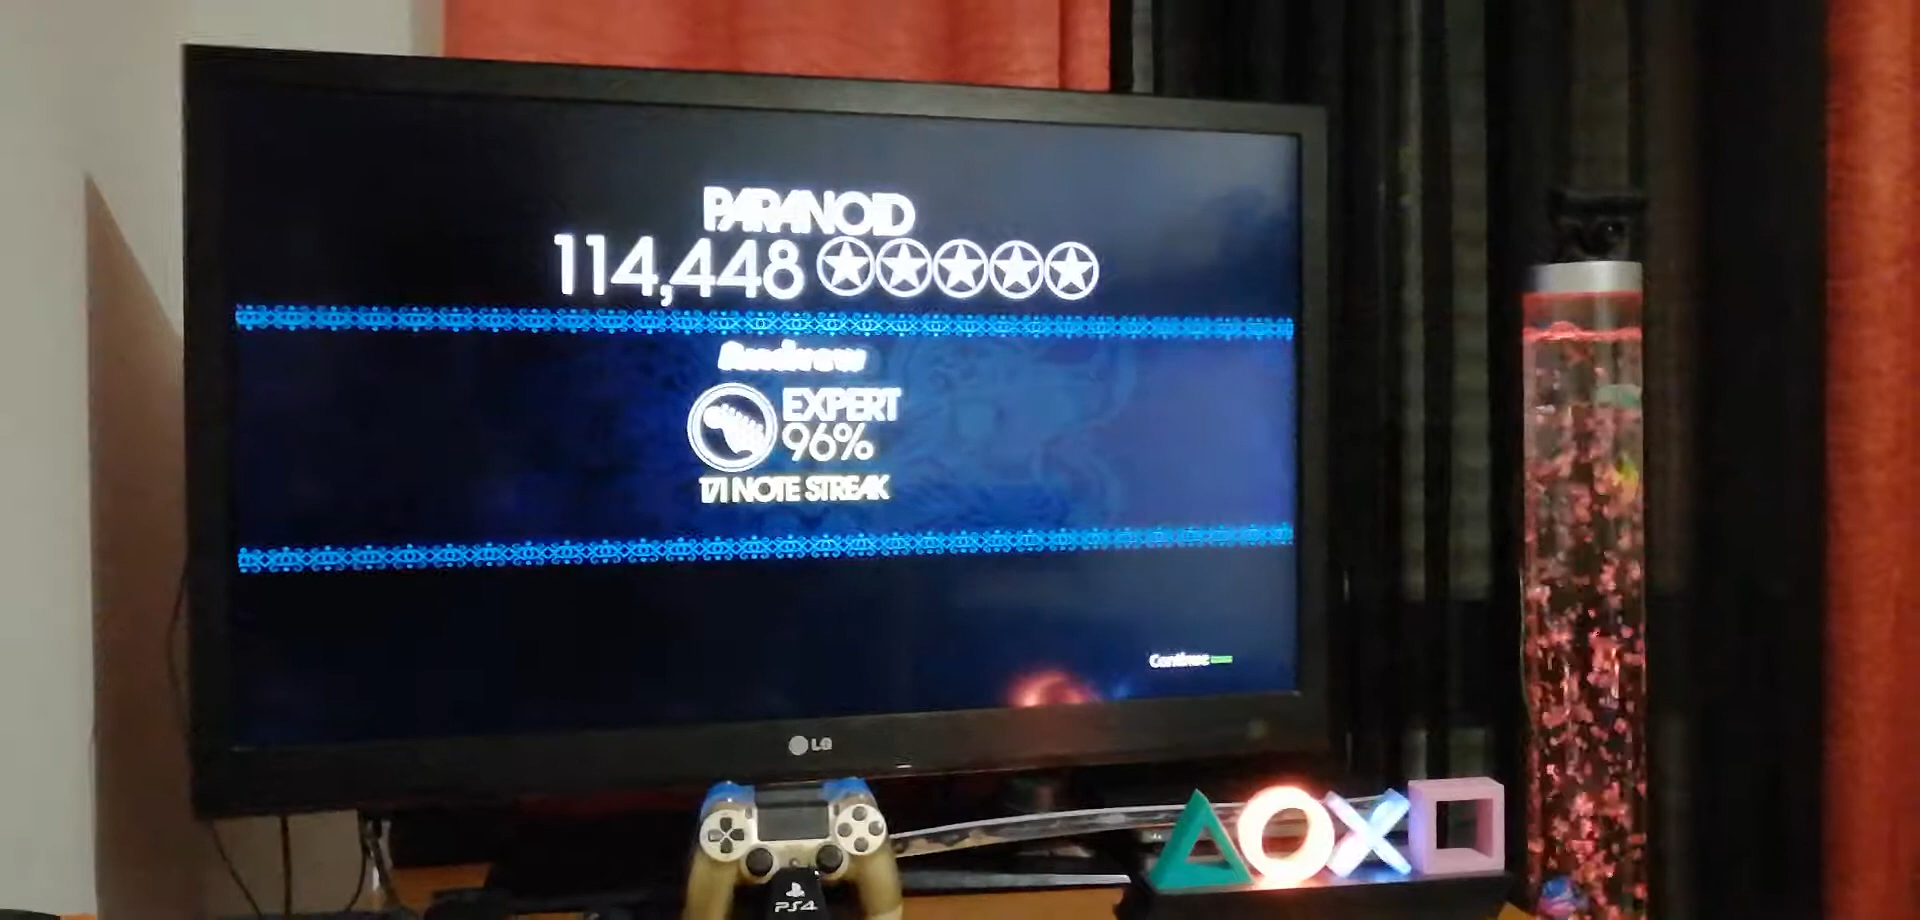 PARANOID
114,448
Andrew
EXPERT
96%
171 NOTE STREAK
Continue
LG
PS4